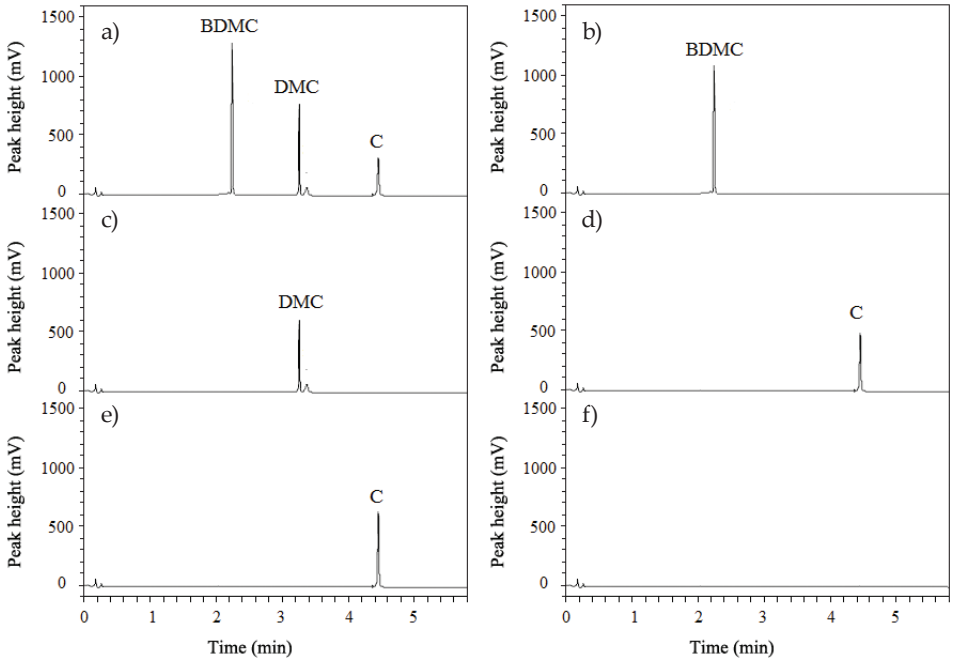 a)
BDMC
DMC
C
Peak height (mV)
1500
1000
500
0
b)
BDMC
Peak height (mV)
1500
1000
500
0
c)
DMC
Peak height (mV)
1500
1000
500
0
d)
C
Peak height (mV)
1500
1000
500
0
e)
C
Peak height (mV)
1500
1000
500
0
0 1 2 3 4 5
Time (min)
f)
Peak height (mV)
1500
1000
500
0
0 1 2 3 4 5
Time (min)